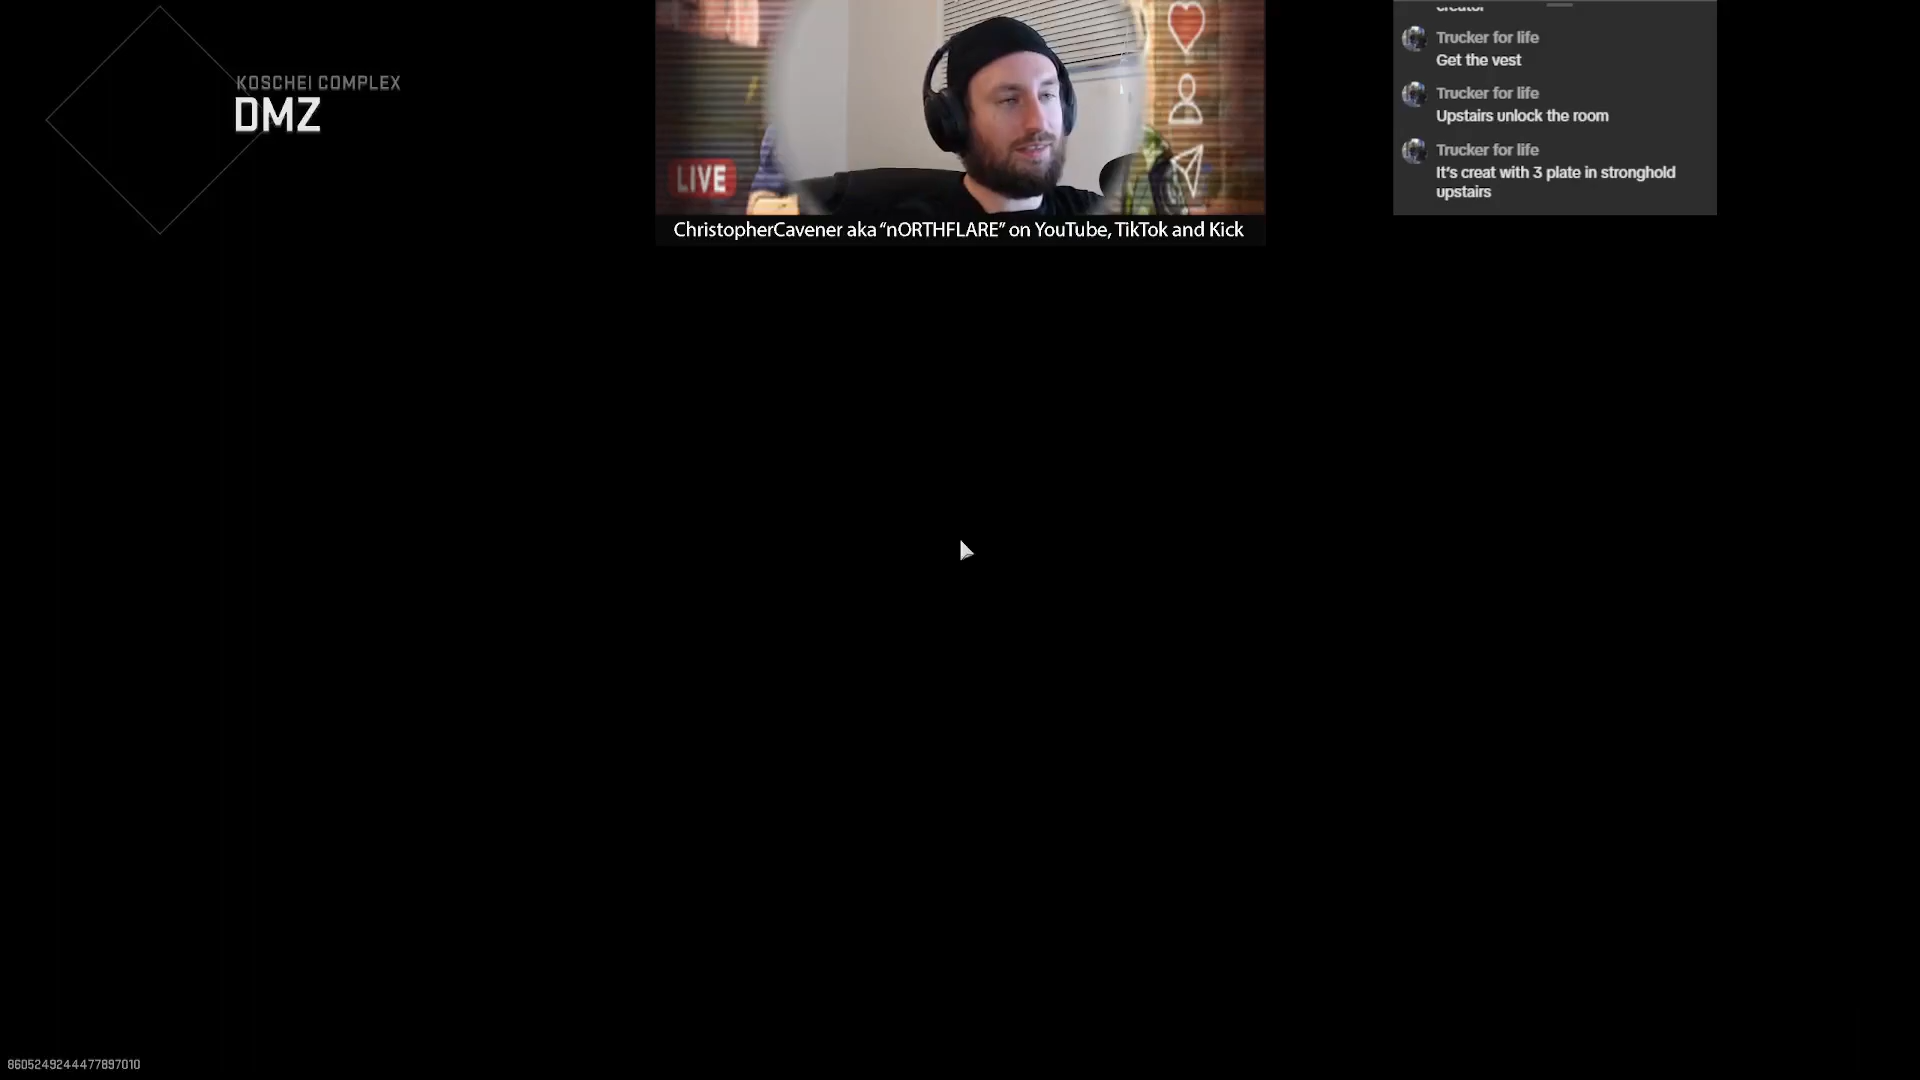 KOSCHEI COMPLEX
DMZ
LIVE
ChristopherCavener aka “nORTHFLARE” on YouTube, TikTok and Kick
creator
Trucker for life
Get the vest
Trucker for life
Upstairs unlock the room
Trucker for life
It's creat with 3 plate in stronghold
upstairs
8605249244477897010